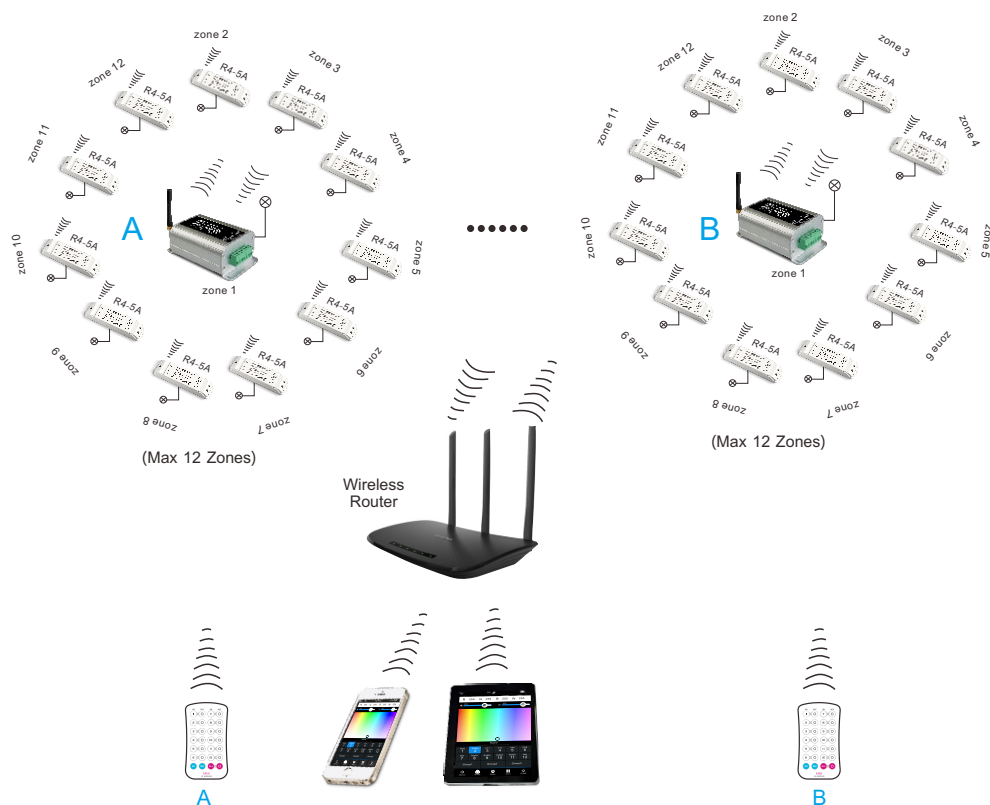 zone 2
zone 12
R4-5A
zone 3
R4-5A
R4-5A
zone 11
R4-5A
zone 4
R4-5A
A
zone 10
R4-5A
zone 1
R4-5A
zone 5
R4-5A
zone 9
R4-5A
zone 6
R4-5A
R4-5A
zone 8
zone 7
(Max 12 Zones)
......
zone 2
zone 12
R4-5A
zone 3
R4-5A
R4-5A
zone 11
R4-5A
zone 4
R4-5A
B
zone 10
R4-5A
zone 1
R4-5A
zone 5
R4-5A
zone 9
R4-5A
zone 6
R4-5A
R4-5A
zone 8
zone 7
(Max 12 Zones)
Wireless
Router
A
B